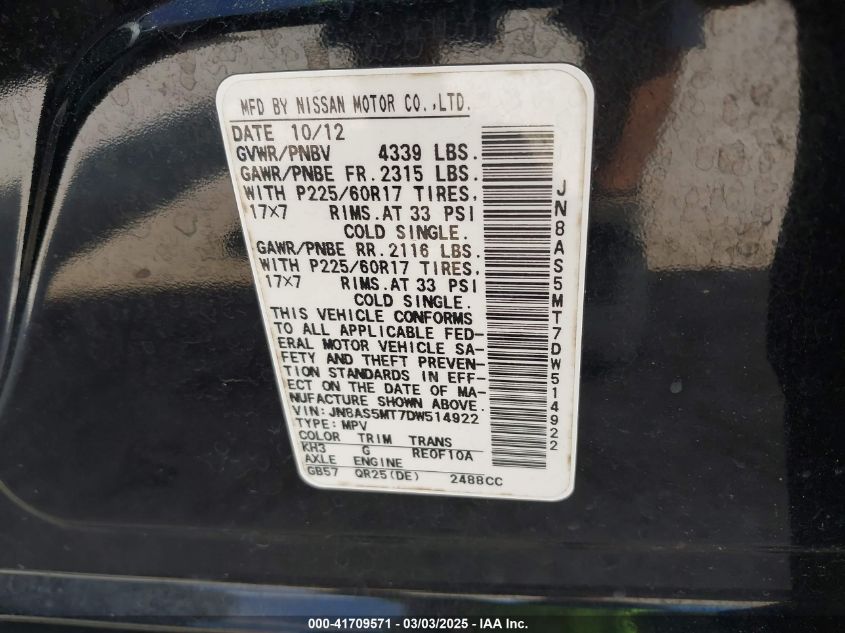 MFD BY NISSAN MOTOR CO.,LTD.
DATE 10/12
GVWR/PNBV 4339 LBS.
GAWR/PNBE FR.2315 LBS.
WITH P225/60R17 TIRES,
17x7 RIMS.AT 33 PSI
COLD SINGLE.
GAWR/PNBE RR.2116 LBS.
WITH P225/60R17 TIRES,
17x7 RIMS.AT 33 PSI
COLD SINGLE.
THIS VEHICLE CONFORMS
TO ALL APPLICABLE FED-
ERAL MOTOR VEHICLE SA-
FETY AND THEFT PREVEN-
TION STANDARDS IN EFF-
ECT ON THE DATE OF MA-
NUFACTURE SHOWN ABOVE.
VIN: JN8AS5MT7DW514922
TYPE: MPV
COLOR TRIM TRANS
KH3 G RE0F10A
AXLE ENGINE
GB57 QR25(DE) 2488CC
JN8AS5MT7DW514922
000-41709571 / 03/03/2025 - IAA Inc.